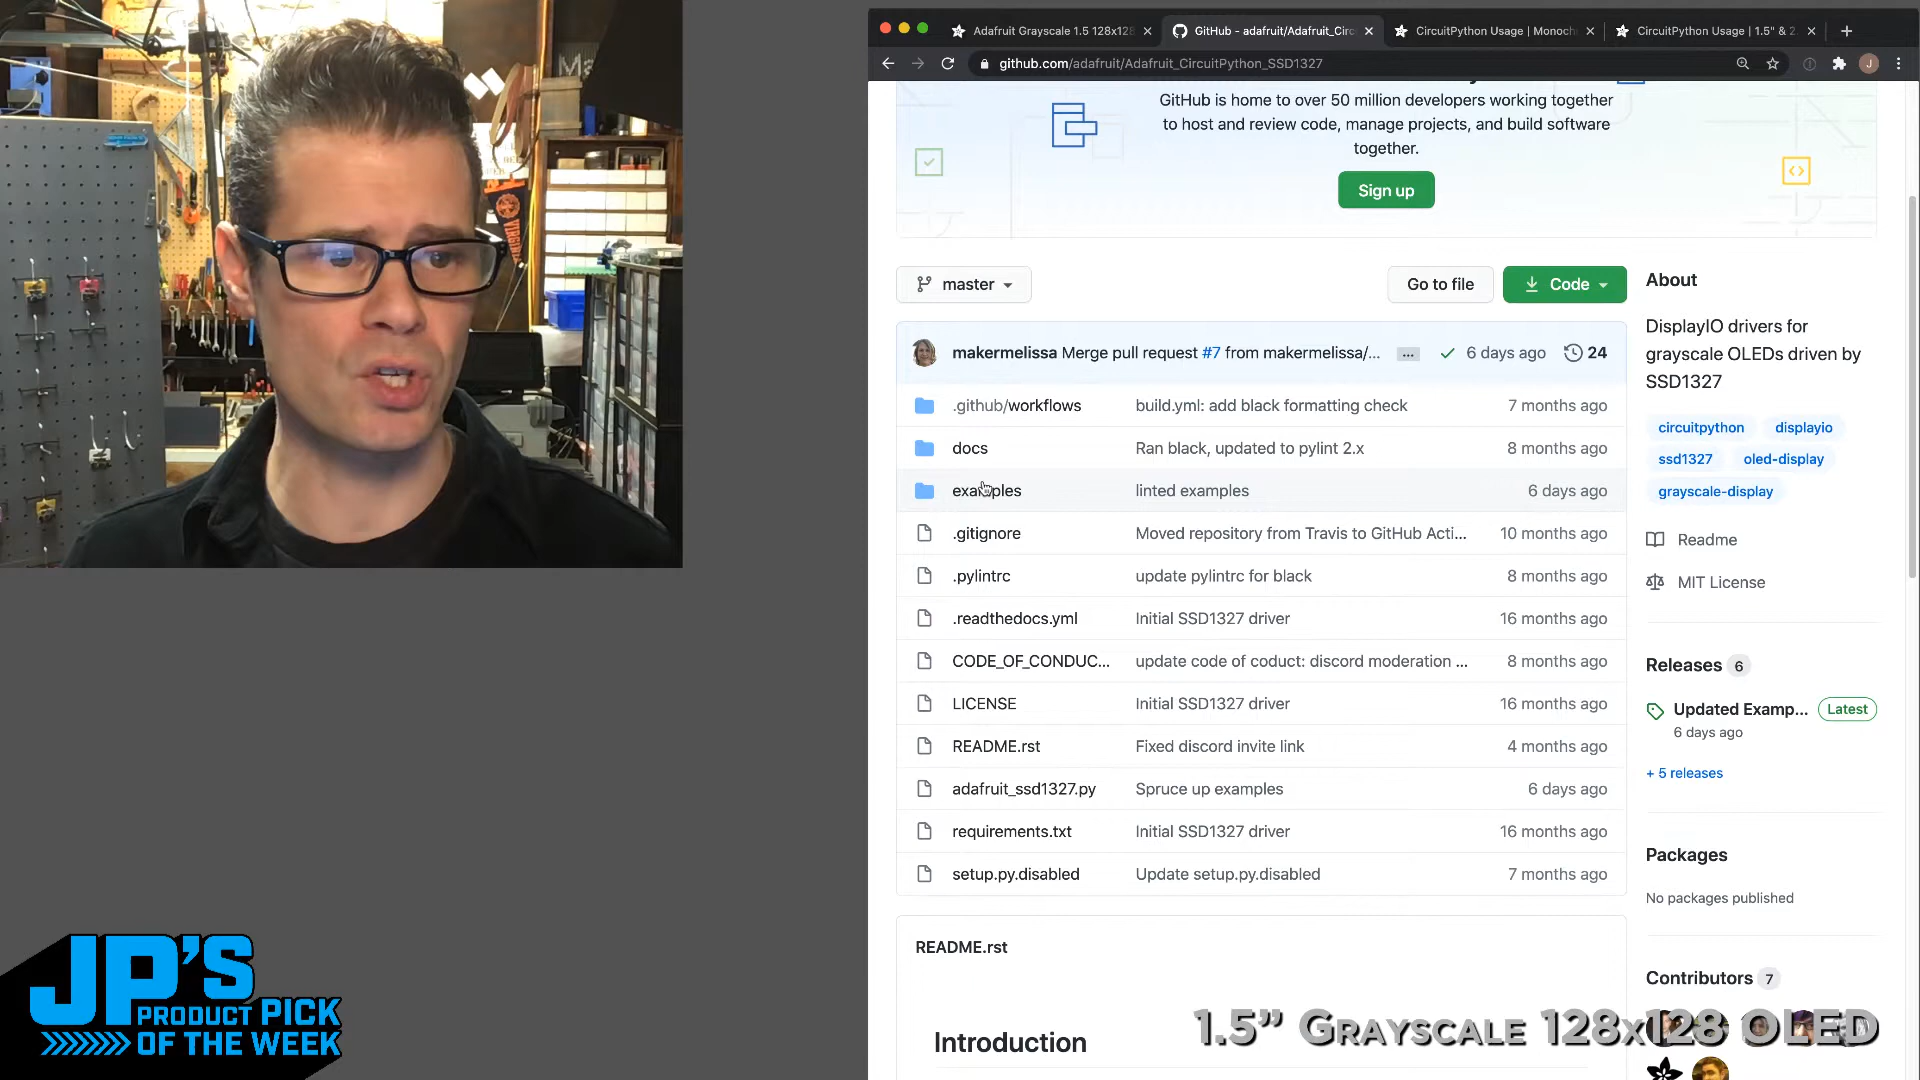 Adafruit Grayscale 1.5 128x128
GitHub - adafruit/Adafruit_Circ
CircuitPython Usage | Monoch
CircuitPython Usage | 1.5" & 2.
github.com/adafruit/Adafruit_CircuitPython_SSD1327
J
GitHub is home to over 50 million developers working together
to host and review code, manage projects, and build software
together.
Sign up
master
Go to file
Code
About
DisplayIO drivers for
grayscale OLEDs driven by
SSD1327
circuitpython displayio
ssd1327 oled-display
grayscale-display
Readme
MIT License
Releases 6
Updated Examp... Latest
6 days ago
+ 5 releases
Packages
No packages published
Contributors 7
makermelissa Merge pull request #7 from makermelissa/... ... 6 days ago 24
.github/workflows build.yml: add black formatting check 7 months ago
docs Ran black, updated to pylint 2.x 8 months ago
examples linted examples 6 days ago
.gitignore Moved repository from Travis to GitHub Acti... 10 months ago
.pylintrc update pylintrc for black 8 months ago
.readthedocs.yml Initial SSD1327 driver 16 months ago
CODE_OF_CONDUC... update code of coduct: discord moderation ... 8 months ago
LICENSE Initial SSD1327 driver 16 months ago
README.rst Fixed discord invite link 4 months ago
adafruit_ssd1327.py Spruce up examples 6 days ago
requirements.txt Initial SSD1327 driver 16 months ago
setup.py.disabled Update setup.py.disabled 7 months ago
README.rst
Introduction
JP'S
PRODUCT PICK
OF THE WEEK
1.5" GRAYSCALE 128x128 OLED